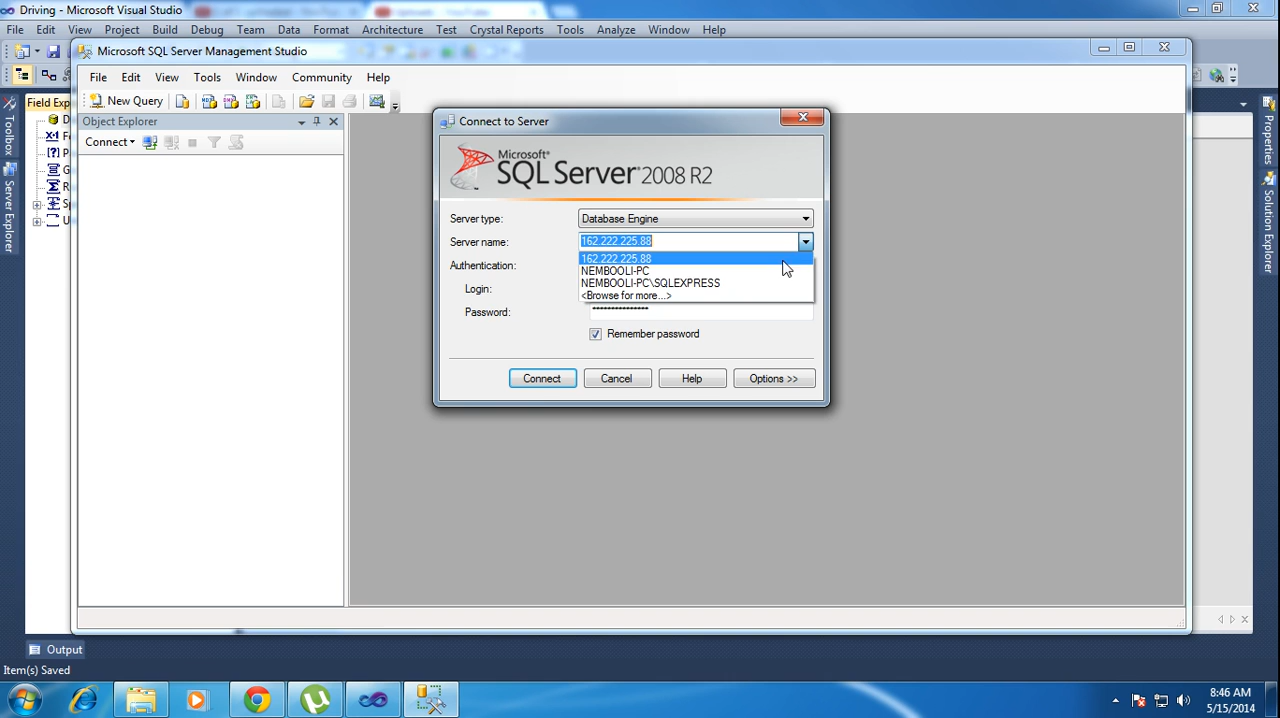 Driving - Microsoft Visual Studio
File Edit View Project Build Debug Team Data Format Architecture Test Crystal Reports Tools Analyze Window Help
Microsoft SQL Server Management Studio
File Edit View Tools Window Community Help
New Query
Field Exp
Object Explorer
Connect
Toolbox
Server Explorer
Properties
Solution Explorer
Connect to Server
Microsoft®
SQL Server® 2008 R2
Server type: Database Engine
Server name: 162.222.225.88
162.222.225.88
Authentication:
NEMBOOLI-PC
NEMBOOLI-PC\SQLEXPRESS
Login:
<Browse for more...>
Password: ***************
Remember password
Connect Cancel Help Options >>
Output
Item(s) Saved
8:46 AM
5/15/2014